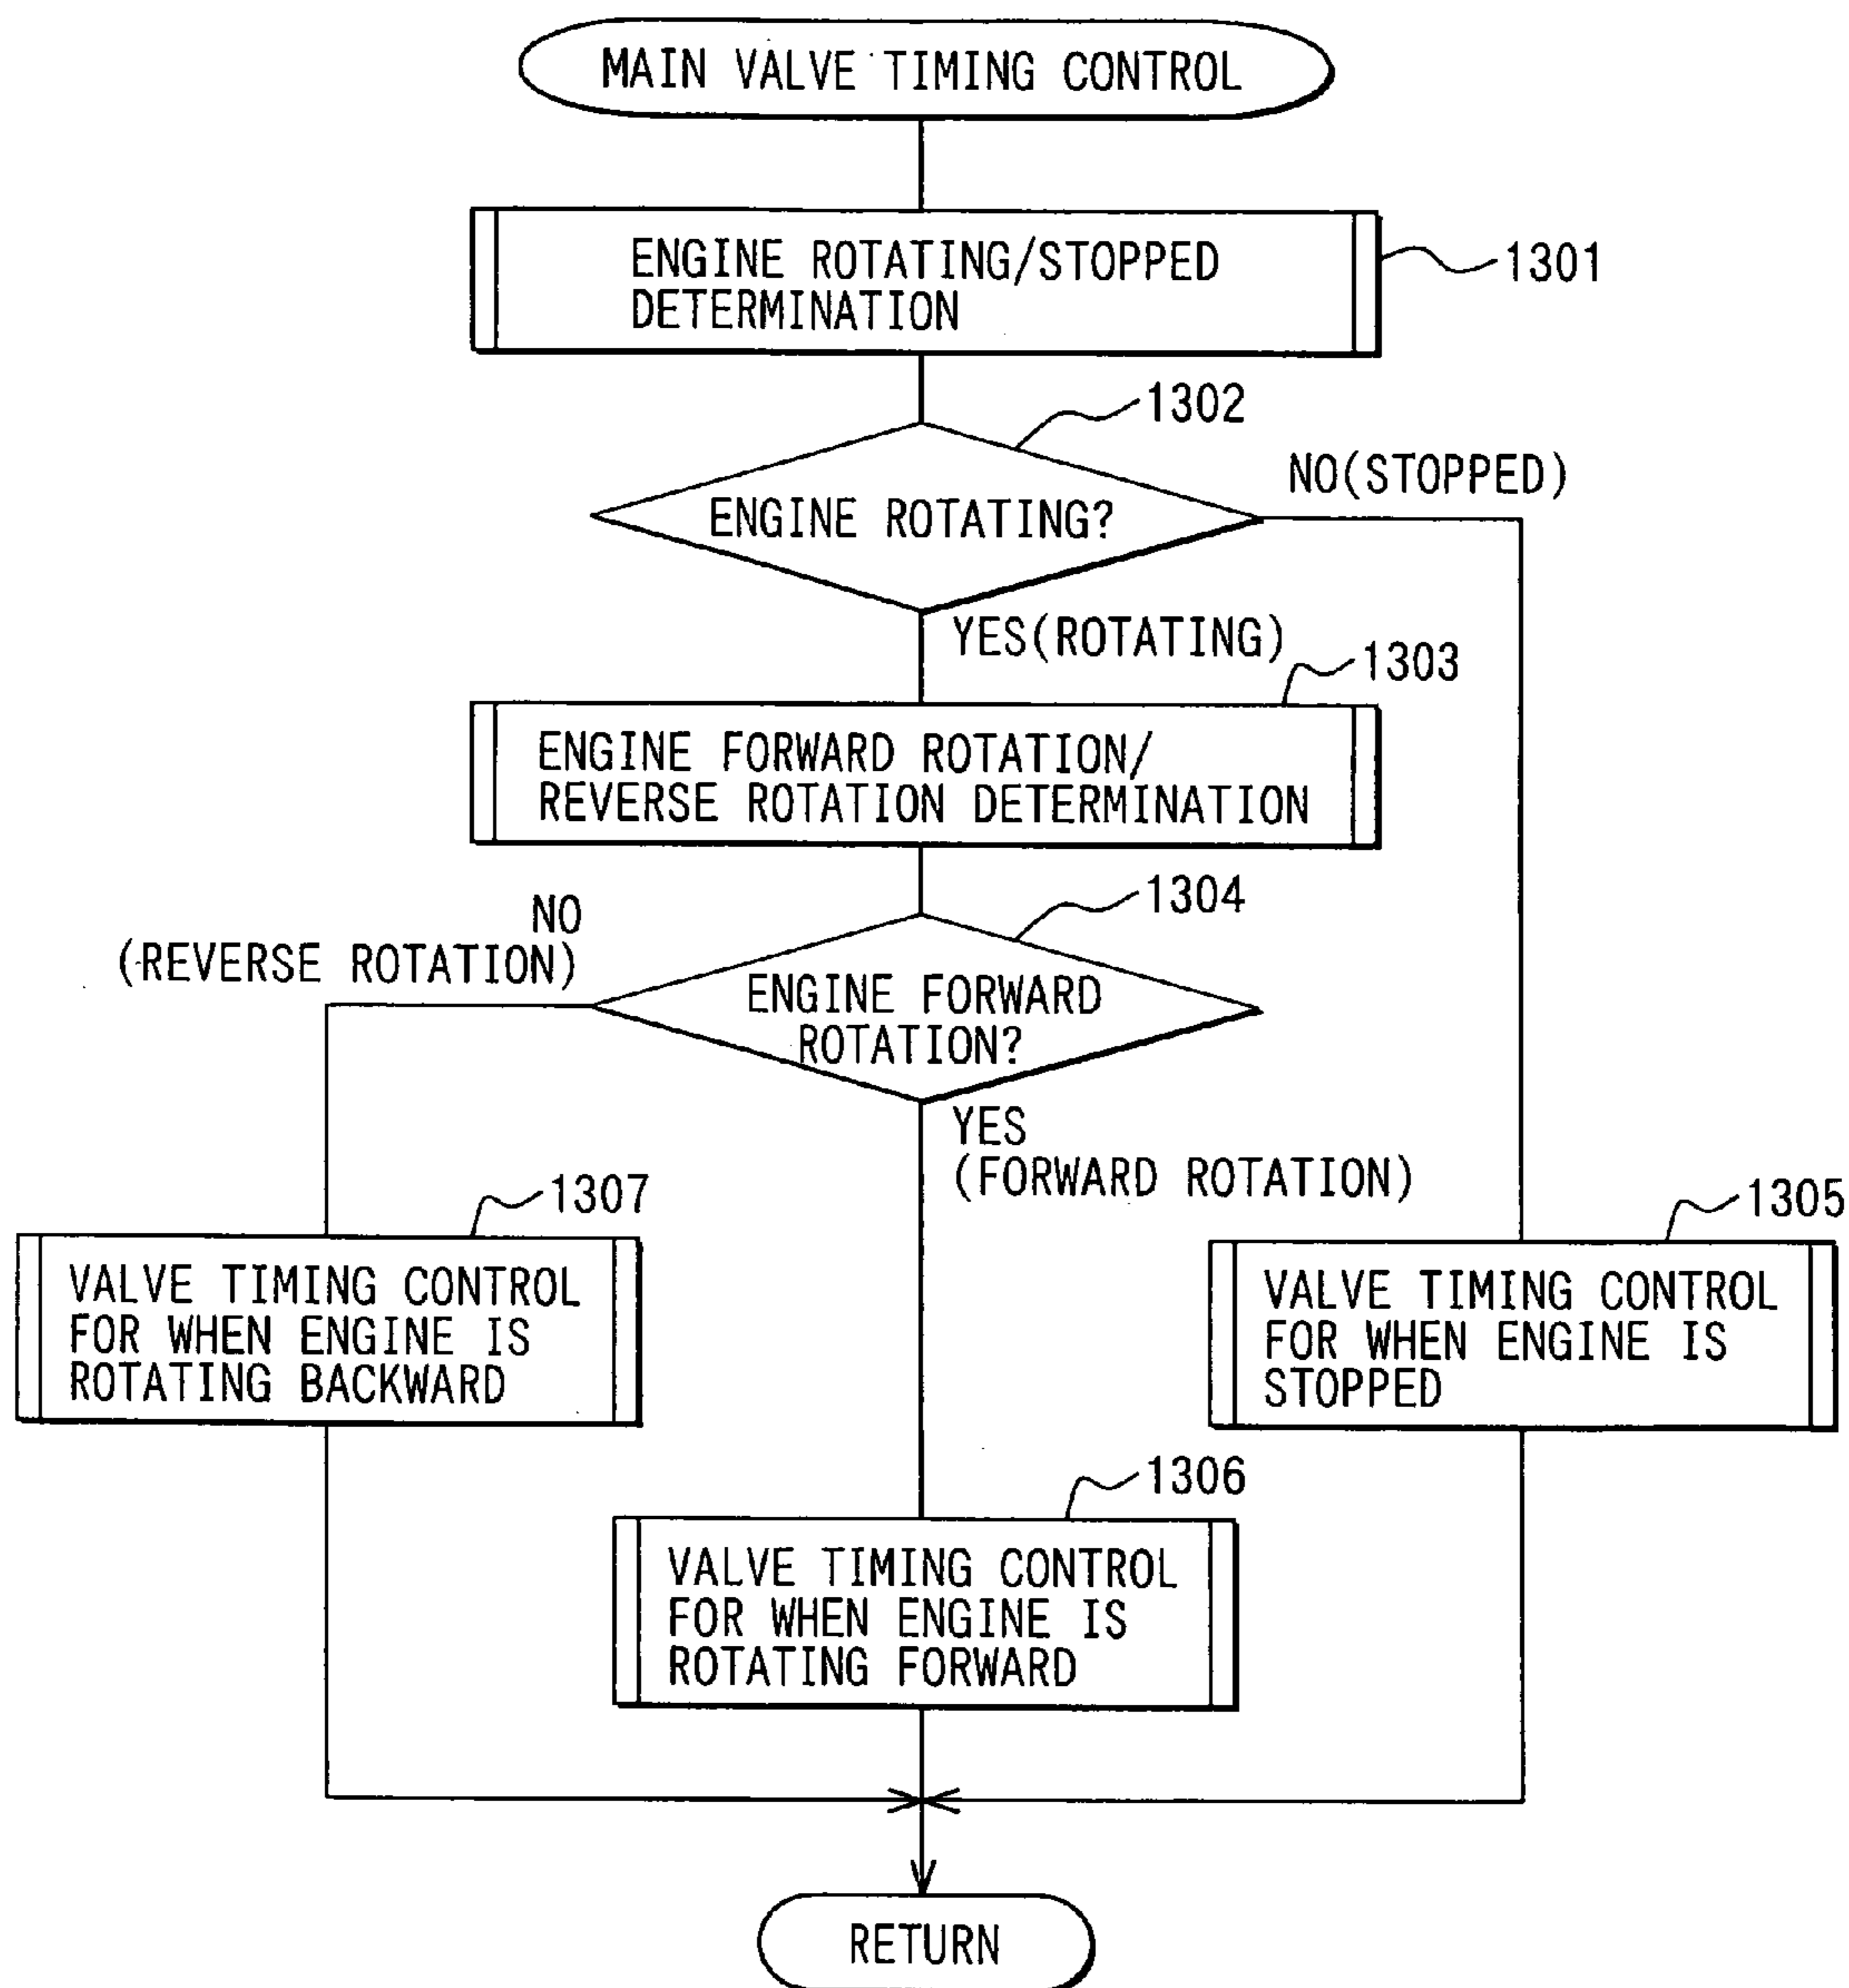 MAIN VALVE TIMING CONTROL
ENGINE ROTATING/STOPPED
DETERMINATION
1301
1302
NO(STOPPED)
ENGINE ROTATING?
YES(ROTATING)
1303
ENGINE FORWARD ROTATION/
REVERSE ROTATION DETERMINATION
1304
NO
(REVERSE ROTATION)
ENGINE FORWARD
ROTATION?
YES
(FORWARD ROTATION)
1307
1305
VALVE TIMING CONTROL
FOR WHEN ENGINE IS
ROTATING BACKWARD
VALVE TIMING CONTROL
FOR WHEN ENGINE IS
STOPPED
1306
VALVE TIMING CONTROL
FOR WHEN ENGINE IS
ROTATING FORWARD
RETURN